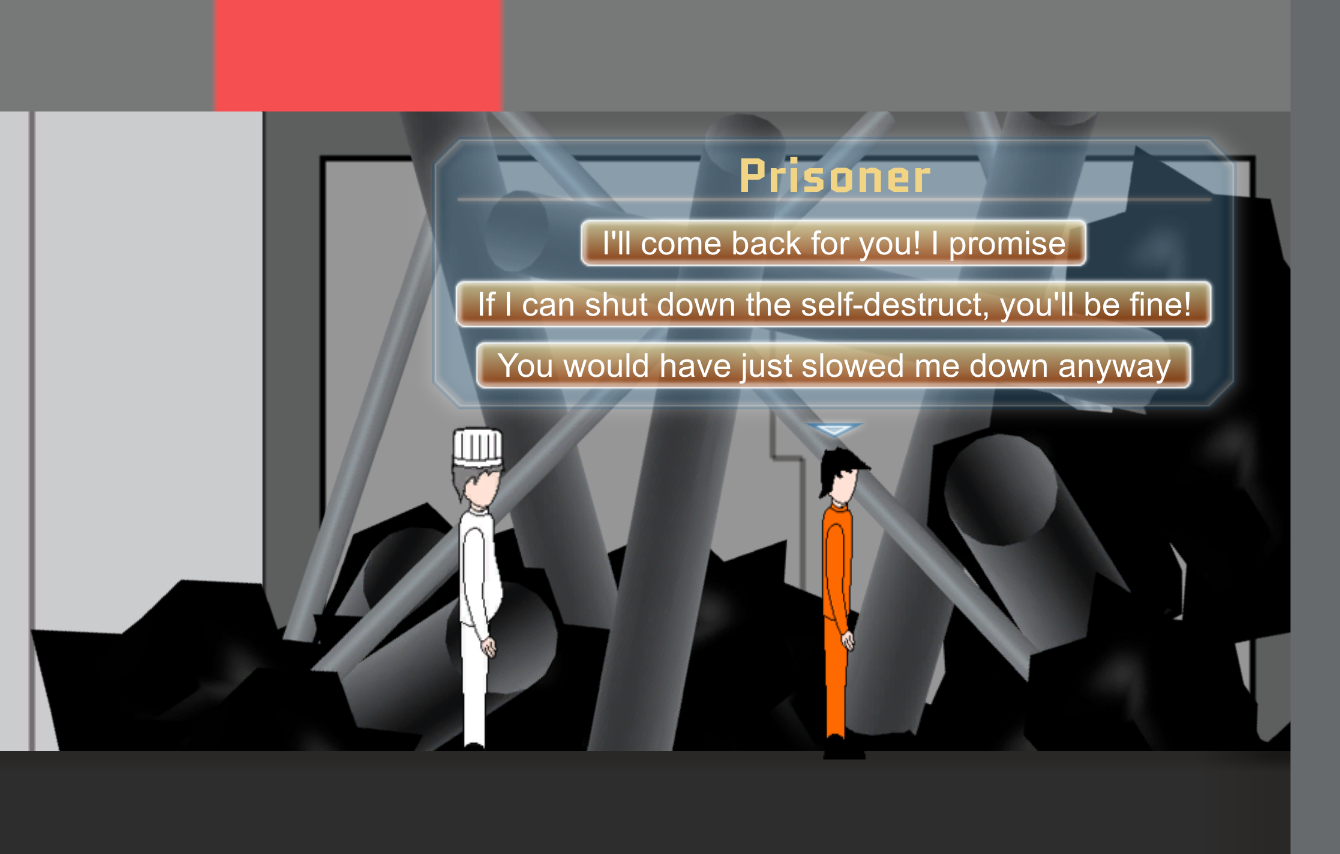 Prisoner
I'll come back for you! I promise
If I can shut down the self-destruct, you'll be fine!
You would have just slowed me down anyway